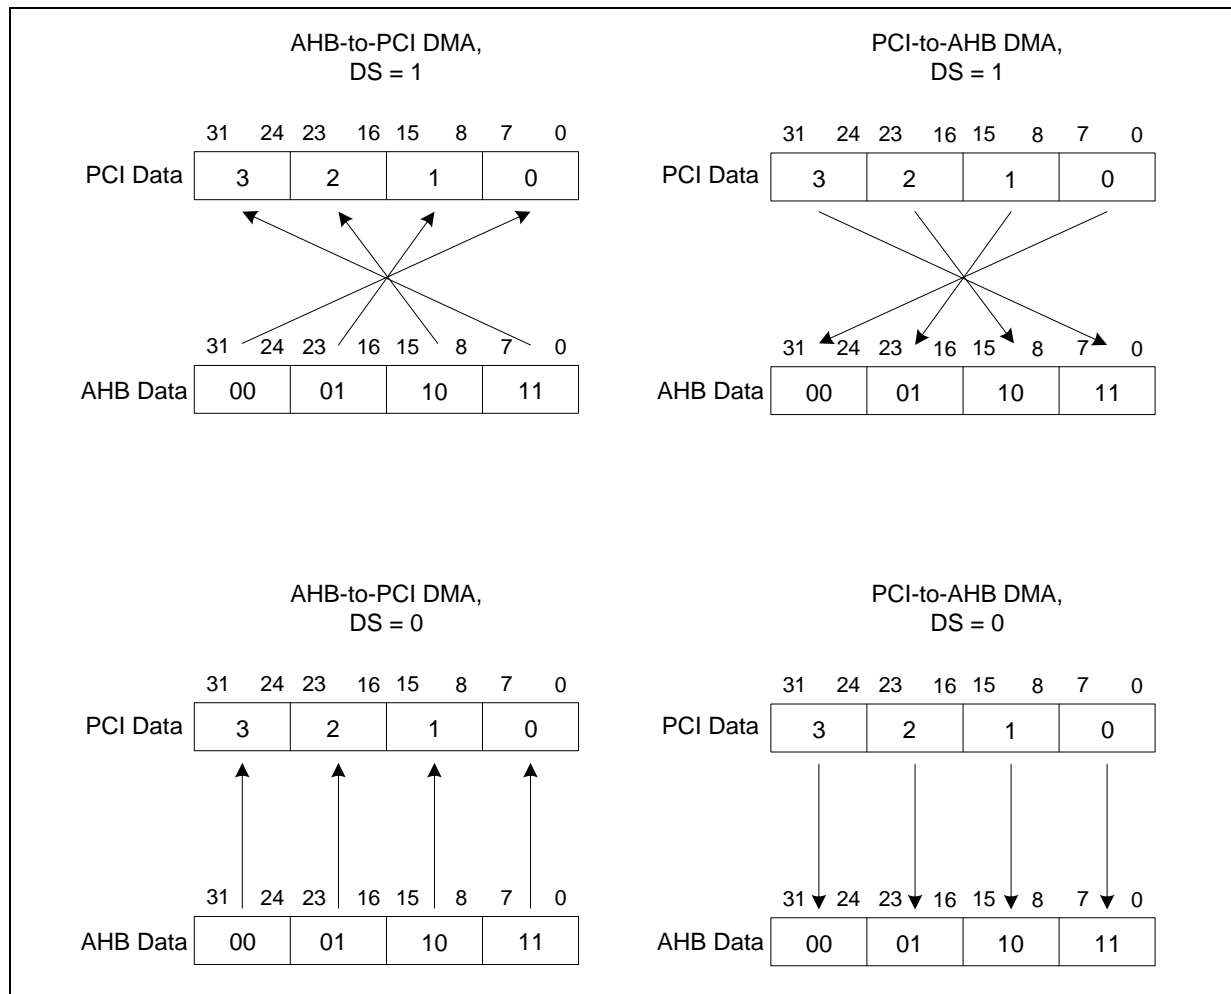 AHB-to-PCI DMA,
DS = 1
31 24 23 16 15 8 7 0
PCI Data 3 2 1 0
31 24 23 16 15 8 7 0
AHB Data 00 01 10 11
PCI-to-AHB DMA,
DS = 1
31 24 23 16 15 8 7 0
PCI Data 3 2 1 0
31 24 23 16 15 8 7 0
AHB Data 00 01 10 11
AHB-to-PCI DMA,
DS = 0
31 24 23 16 15 8 7 0
PCI Data 3 2 1 0
31 24 23 16 15 8 7 0
AHB Data 00 01 10 11
PCI-to-AHB DMA,
DS = 0
31 24 23 16 15 8 7 0
PCI Data 3 2 1 0
31 24 23 16 15 8 7 0
AHB Data 00 01 10 11